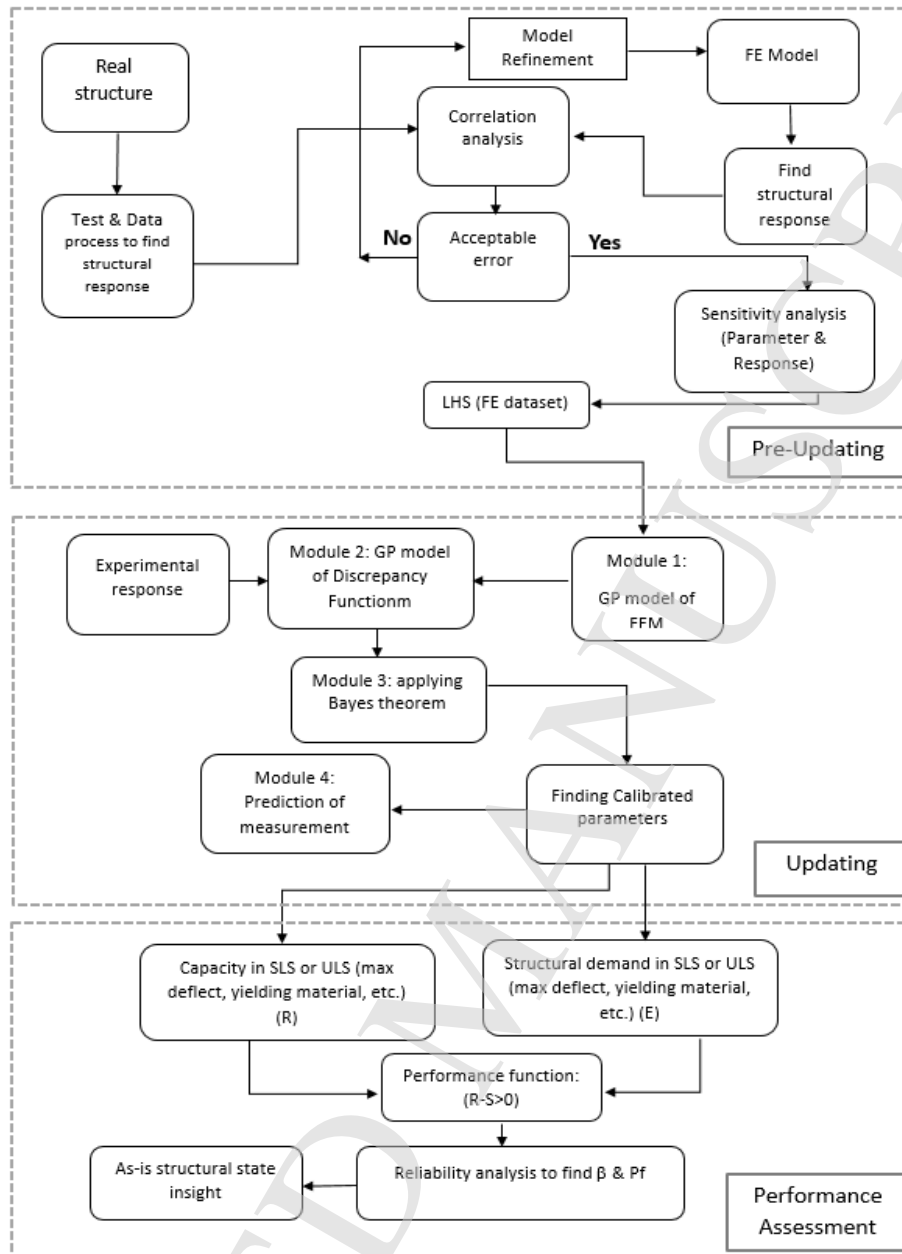 Real
structure
Model
Refinement
FE Model
Correlation
analysis
Find
structural
response
Test & Data
process to find
structural
response
No
Acceptable
error
Yes
Sensitivity analysis
(Parameter &
Response)
LHS (FE dataset)
Pre-Updating
Experimental
response
Module 2: GP model
of Discrepancy
Functionm
Module 1:
GP model of
FFM
Module 3: applying
Bayes theorem
Module 4:
Prediction of
measurement
Finding Calibrated
parameters
Updating
Capacity in SLS or ULS (max
deflect, yielding material, etc.)
(R)
Structural demand in SLS or ULS
(max deflect, yielding material,
etc.) (E)
Performance function:
(R-S>0)
As-is structural state
insight
Reliability analysis to find β & Pf
Performance
Assessment